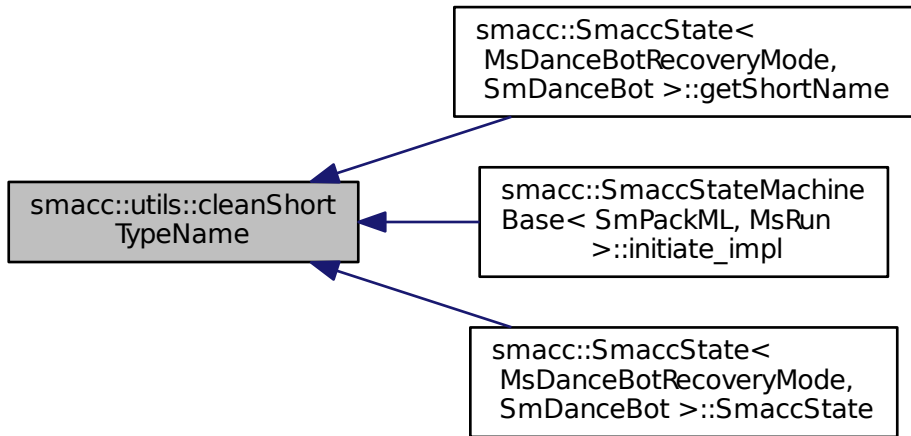 smacc::utils::cleanShort
TypeName
smacc::SmaccState<
MsDanceBotRecoveryMode,
SmDanceBot >::getShortName
smacc::SmaccStateMachine
Base< SmPackML, MsRun
>::initiate_impl
smacc::SmaccState<
MsDanceBotRecoveryMode,
SmDanceBot >::SmaccState